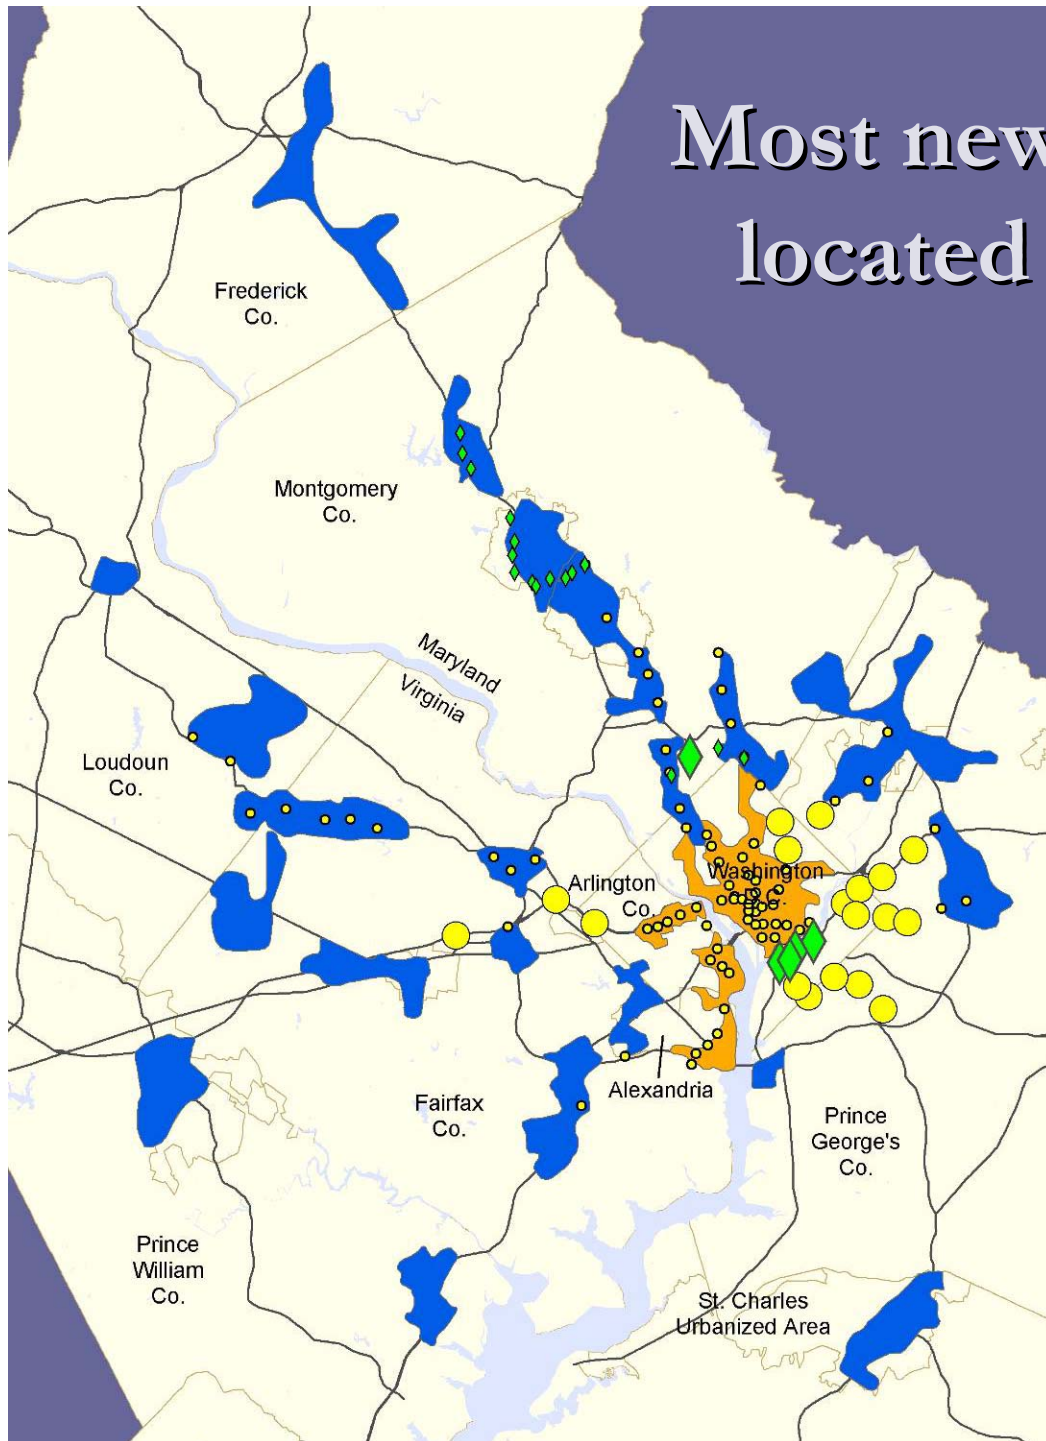 Most new
located
Frederick
Co.
Montgomery
Co.
Maryland
Virginia
Loudoun
Co.
Arlington
Co.
Washington
D.C.
Alexandria
Fairfax
Co.
Prince
George's
Co.
Prince
William
Co.
St. Charles
Urbanized Area